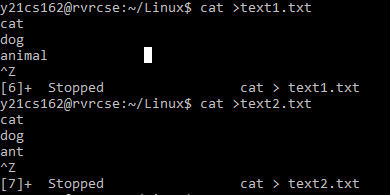 y21cs162@rvrcse:~/Linux$ cat >text1.txt
cat
dog
animal
^Z
[6]+  Stopped                 cat > text1.txt
y21cs162@rvrcse:~/Linux$ cat >text2.txt
cat
dog
ant
^Z
[7]+  Stopped                 cat > text2.txt